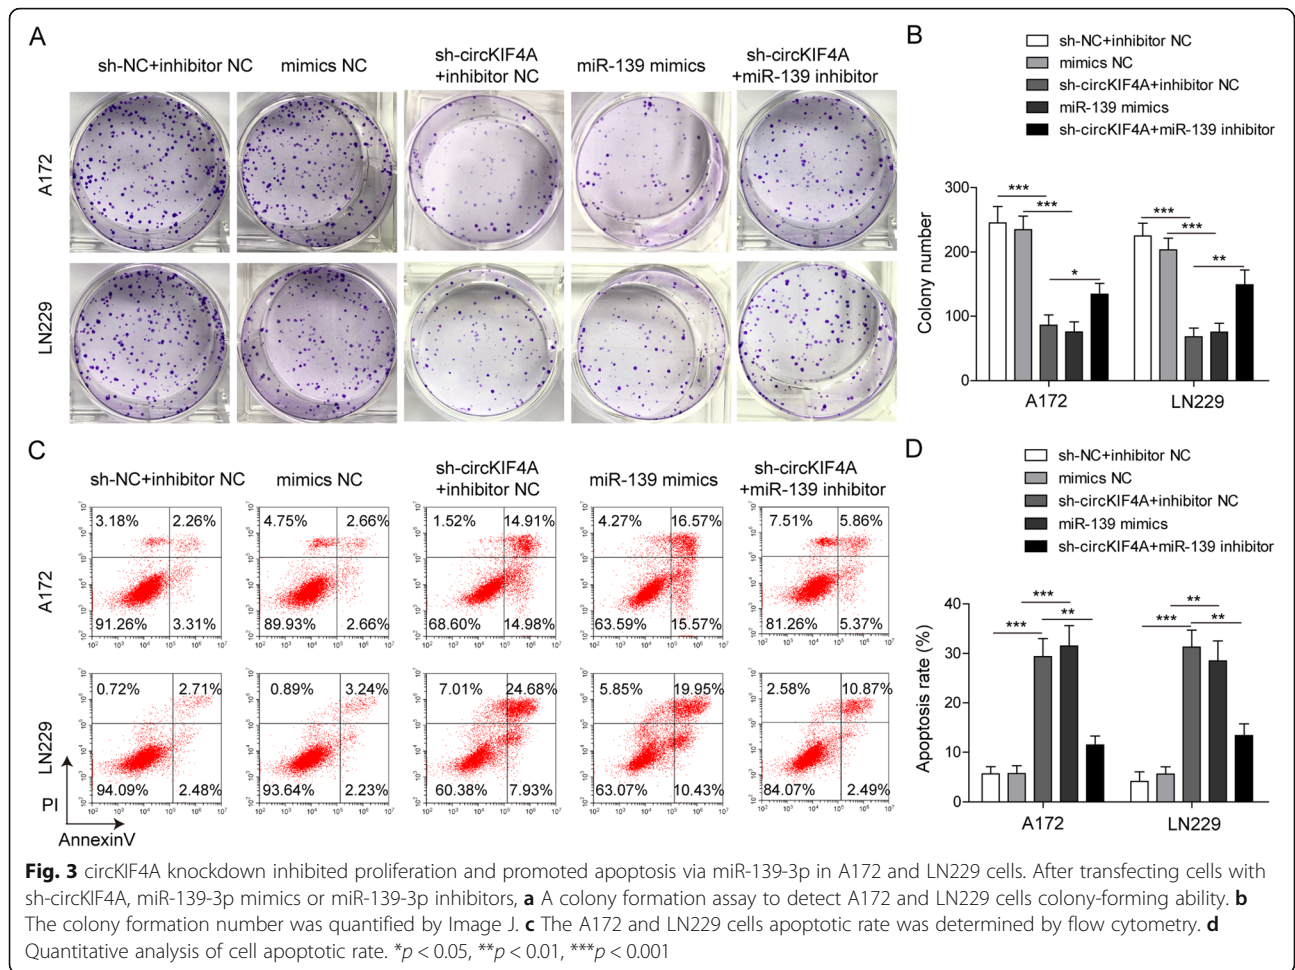 A
sh-NC+inhibitor NC
mimics NC
sh-circKIF4A
+inhibitor NC
miR-139 mimics
sh-circKIF4A
+miR-139 inhibitor
A172
LN229
B
sh-NC+inhibitor NC
mimics NC
sh-circKIF4A+inhibitor NC
miR-139 mimics
sh-circKIF4A+miR-139 inhibitor
Colony number
300
200
100
0
***
***
*
***
***
**
A172
LN229
C
sh-NC+inhibitor NC
mimics NC
sh-circKIF4A
+inhibitor NC
miR-139 mimics
sh-circKIF4A
+miR-139 inhibitor
A172
3.18% 2.26%
91.26% 3.31%
4.75% 2.66%
89.93% 2.66%
1.52% 14.91%
68.60% 14.98%
4.27% 16.57%
63.59% 15.57%
7.51% 5.86%
81.26% 5.37%
LN229
0.72% 2.71%
94.09% 2.48%
0.89% 3.24%
93.64% 2.23%
7.01% 24.68%
60.38% 7.93%
5.85% 19.95%
63.07% 10.43%
2.58% 10.87%
84.07% 2.49%
PI
AnnexinV
D
sh-NC+inhibitor NC
mimics NC
sh-circKIF4A+inhibitor NC
miR-139 mimics
sh-circKIF4A+miR-139 inhibitor
Apoptosis rate (%)
40
30
20
10
0
***
***
**
***
**
**
A172
LN229
Fig. 3 circKIF4A knockdown inhibited proliferation and promoted apoptosis via miR-139-3p in A172 and LN229 cells. After transfecting cells with
sh-circKIF4A, miR-139-3p mimics or miR-139-3p inhibitors, a A colony formation assay to detect A172 and LN229 cells colony-forming ability. b
The colony formation number was quantified by Image J. c The A172 and LN229 cells apoptotic rate was determined by flow cytometry. d
Quantitative analysis of cell apoptotic rate. *p < 0.05, **p < 0.01, ***p < 0.001